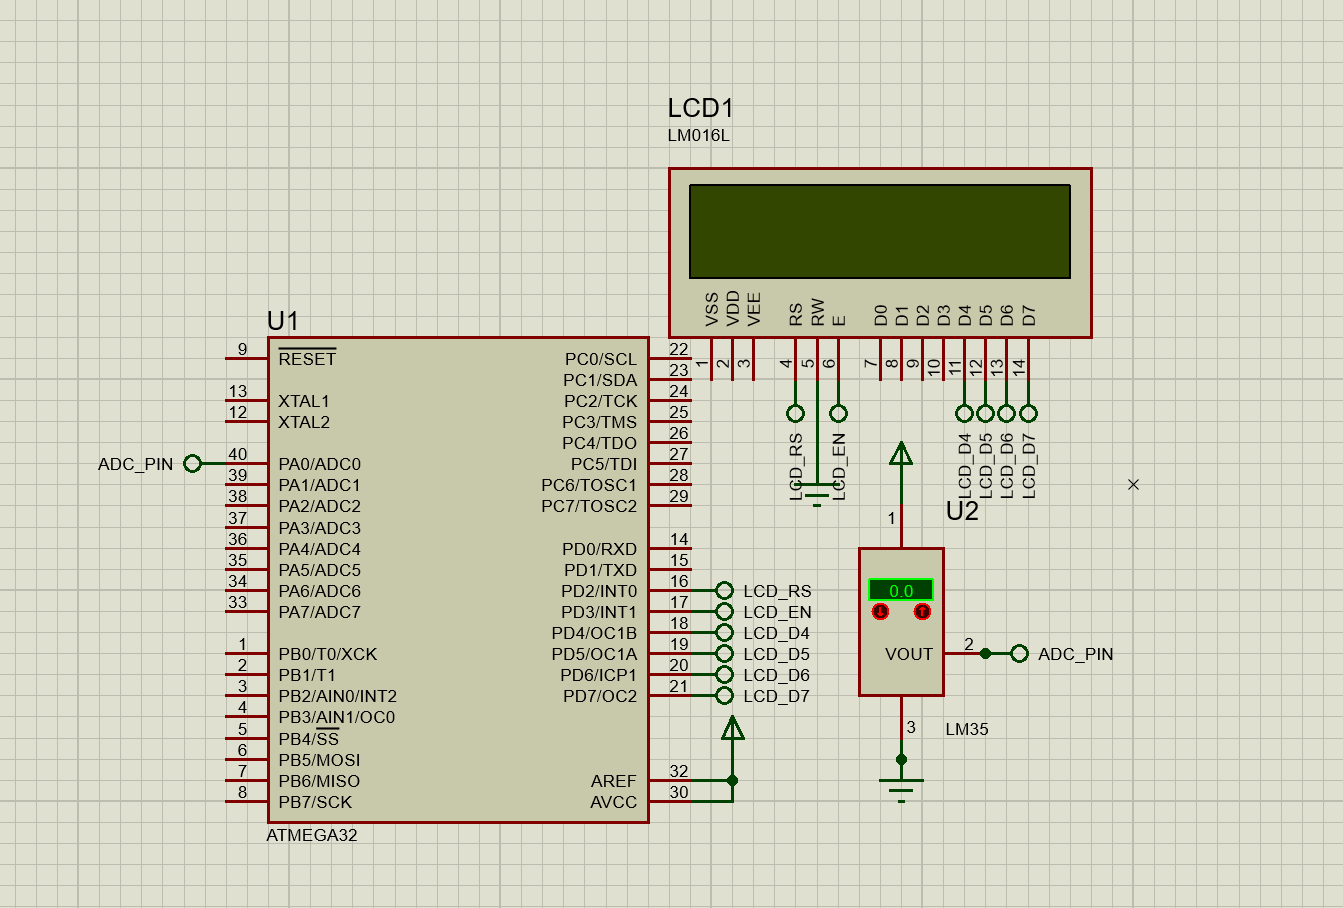 LCD1
LM016L
VSS
VDD
VEE
RS
RW
E
D0
D1
D2
D3
D4
D5
D6
D7
1
2
3
4
5
6
7
8
9
10
11
12
13
14
LCD_RS
LCD_EN
LCD_D4
LCD_D5
LCD_D6
LCD_D7
U1
9 RESET
13 XTAL1
12 XTAL2
ADC_PIN 40 PA0/ADC0
39 PA1/ADC1
38 PA2/ADC2
37 PA3/ADC3
36 PA4/ADC4
35 PA5/ADC5
34 PA6/ADC6
33 PA7/ADC7
1 PB0/T0/XCK
2 PB1/T1
3 PB2/AIN0/INT2
4 PB3/AIN1/OC0
5 PB4/SS
6 PB5/MOSI
7 PB6/MISO
8 PB7/SCK
PC0/SCL 22
PC1/SDA 23
PC2/TCK 24
PC3/TMS 25
PC4/TDO 26
PC5/TDI 27
PC6/TOSC1 28
PC7/TOSC2 29
PD0/RXD 14
PD1/TXD 15
PD2/INT0 16 LCD_RS
PD3/INT1 17 LCD_EN
PD4/OC1B 18 LCD_D4
PD5/OC1A 19 LCD_D5
PD6/ICP1 20 LCD_D6
PD7/OC2 21 LCD_D7
AREF 32
AVCC 30
ATMEGA32
U2
1
0.0
VOUT 2 ADC_PIN
3
LM35